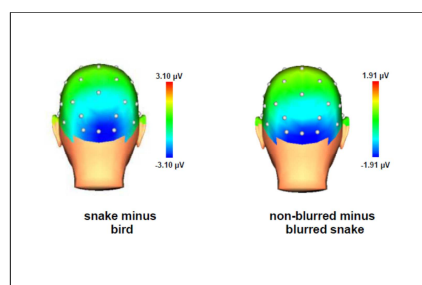 3.10 µV
-3.10 µV
snake minus
bird
1.91 µV
-1.91 µV
non-blurred minus
blurred snake